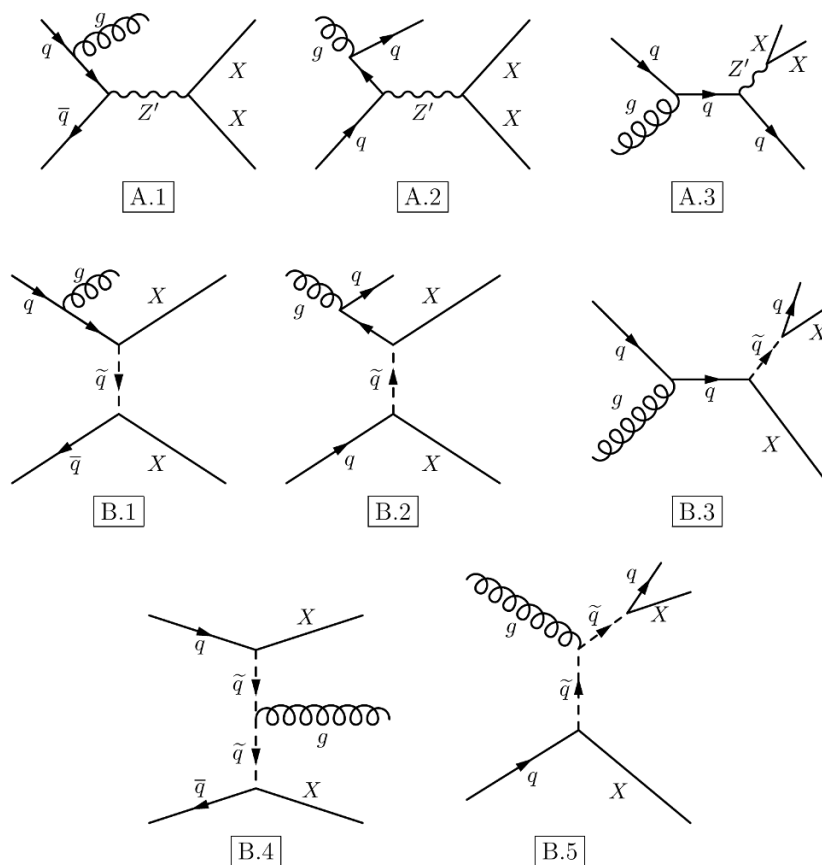 g
q
q̅
Z′
X
X
A.1
g
q
q
Z′
X
X
A.2
q
g
q
Z′
X
X
q
A.3
g
q
X
q̃
q̅
X
B.1
q
g
X
q̃
q
X
B.2
q
q̃
X
q
g
q
X
B.3
X
q
q̃
g
q̃
q̅
X
B.4
q
g
q̃
X
q̃
q
X
B.5